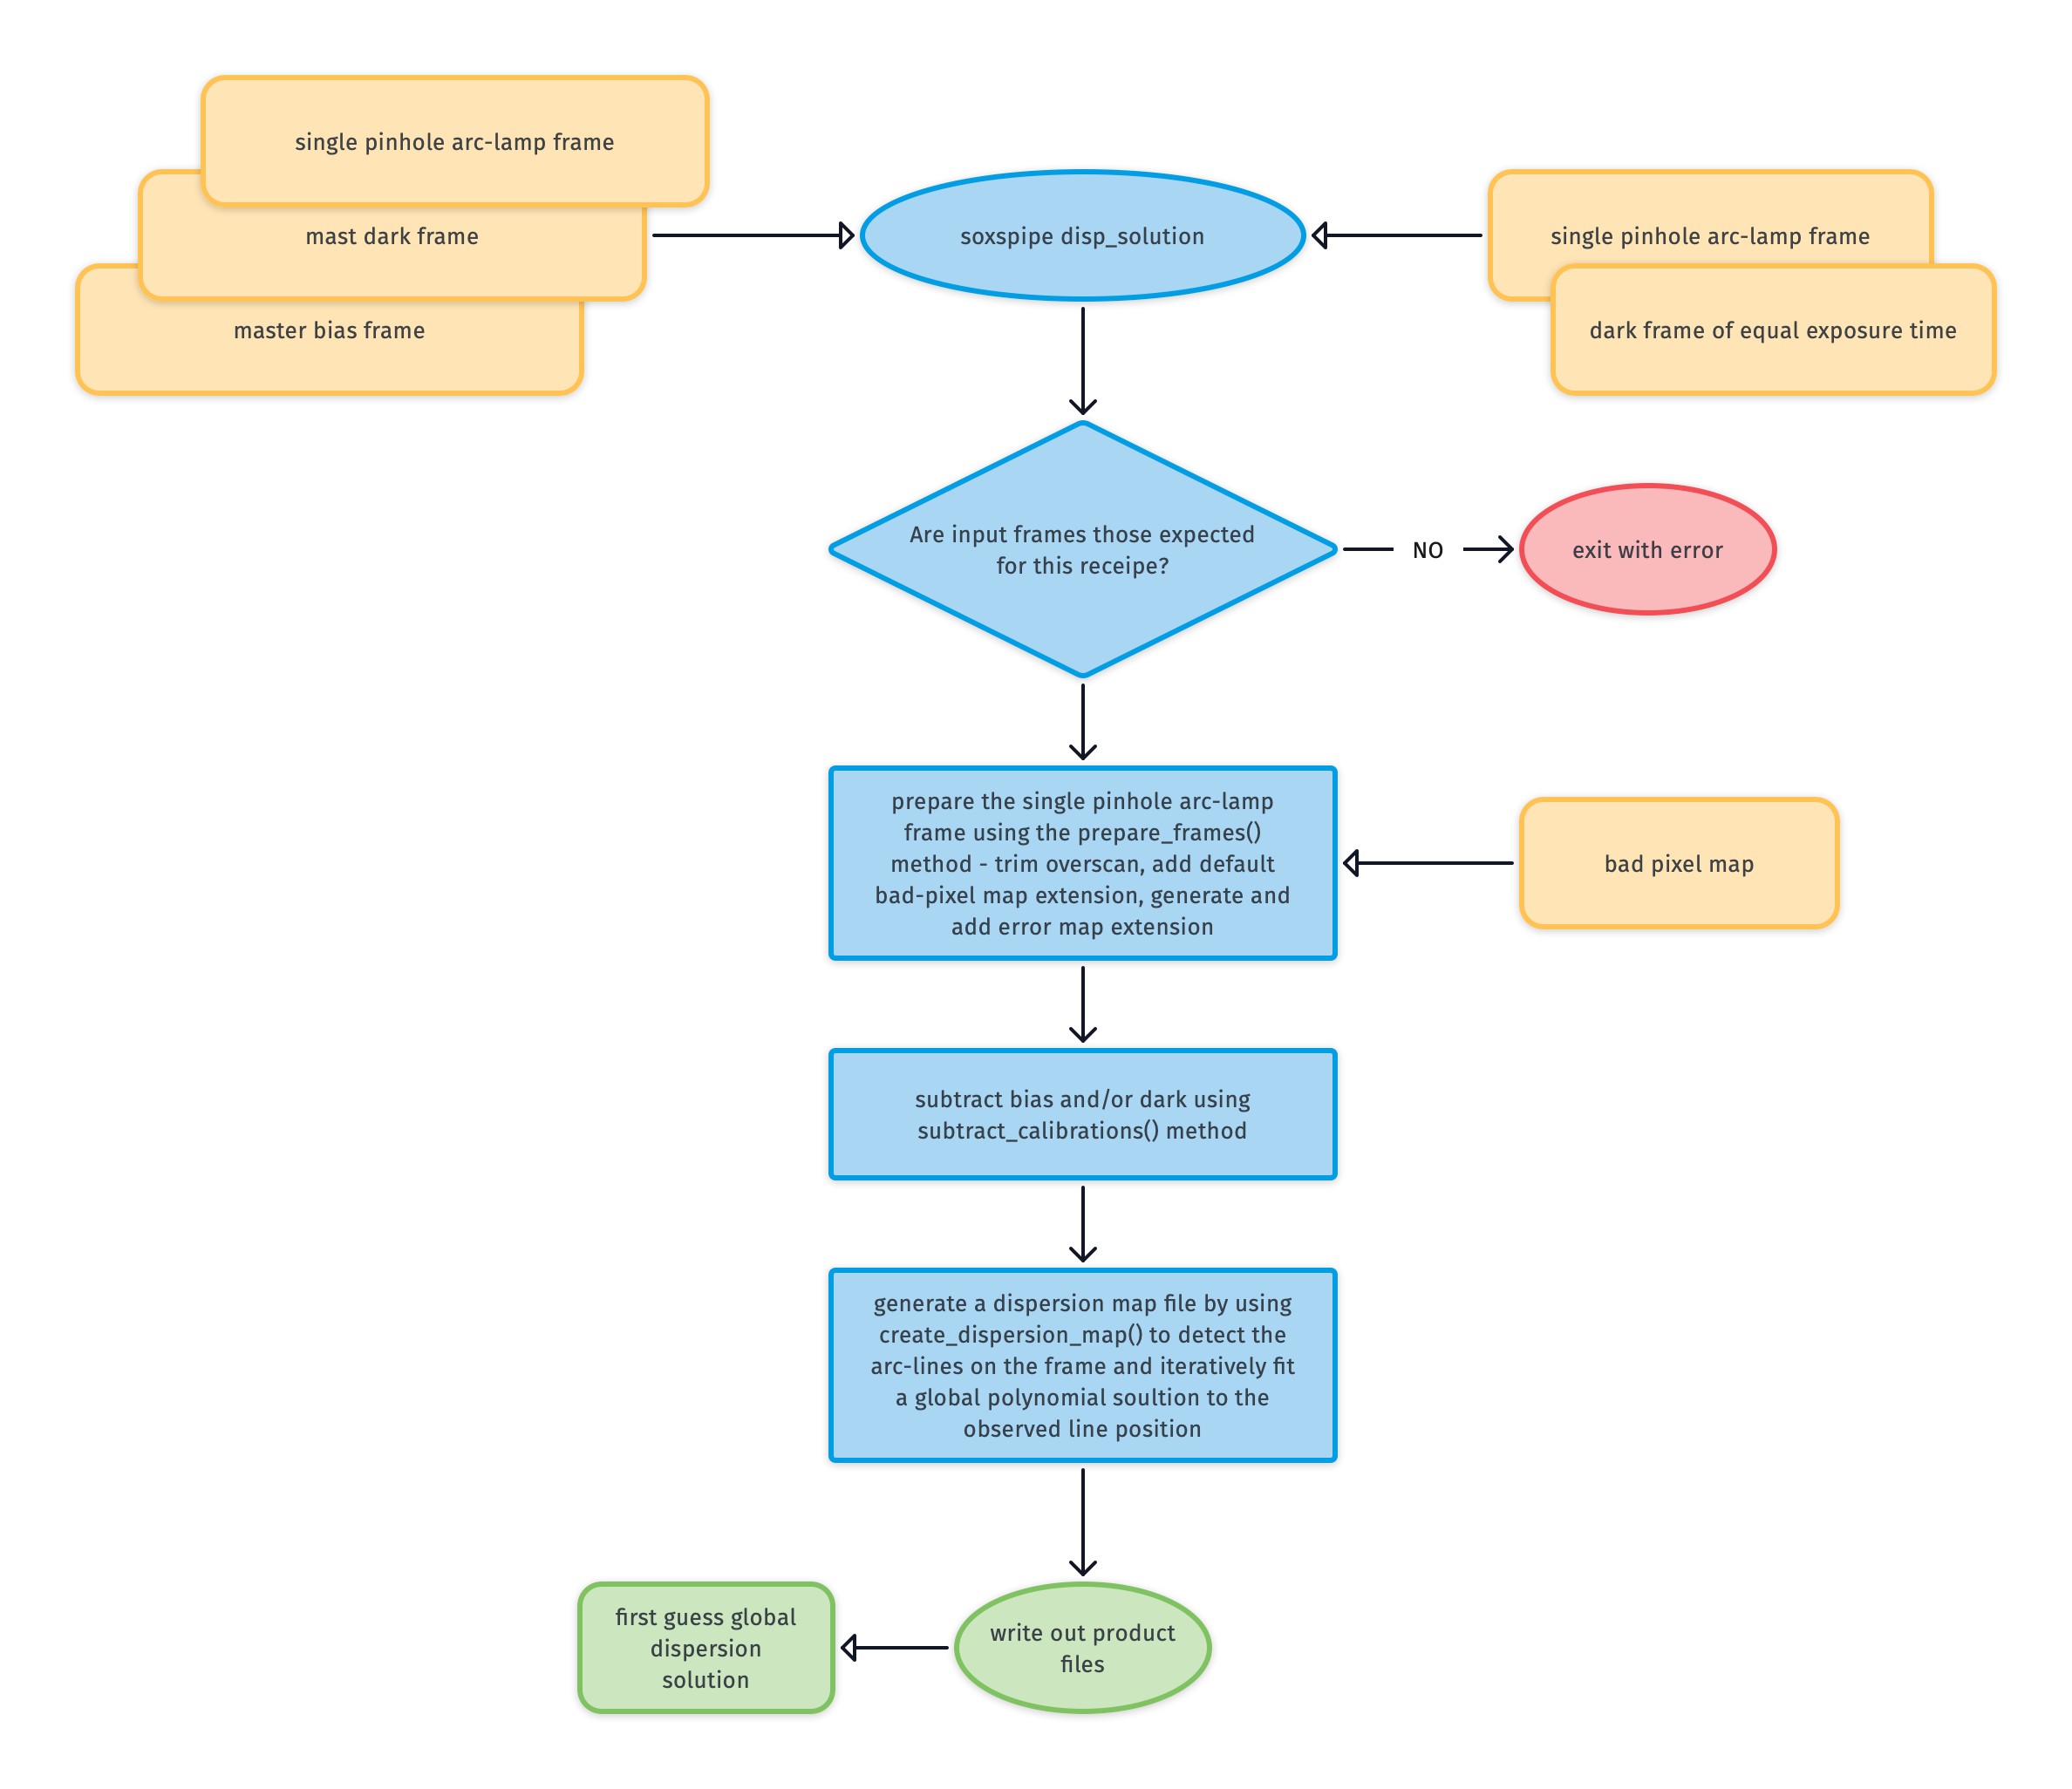 single pinhole arc-lamp frame
mast dark frame
master bias frame
soxspipe disp_solution
single pinhole arc-lamp frame
dark frame of equal exposure time
Are input frames those expected
for this receipe?
NO
exit with error
prepare the single pinhole arc-lamp
frame using the prepare_frames()
method - trim overscan, add default
bad-pixel map extension, generate and
add error map extension
bad pixel map
subtract bias and/or dark using
subtract_calibrations() method
generate a dispersion map file by using
create_dispersion_map() to detect the
arc-lines on the frame and iteratively fit
a global polynomial soultion to the
observed line position
first guess global
dispersion
solution
write out product
files